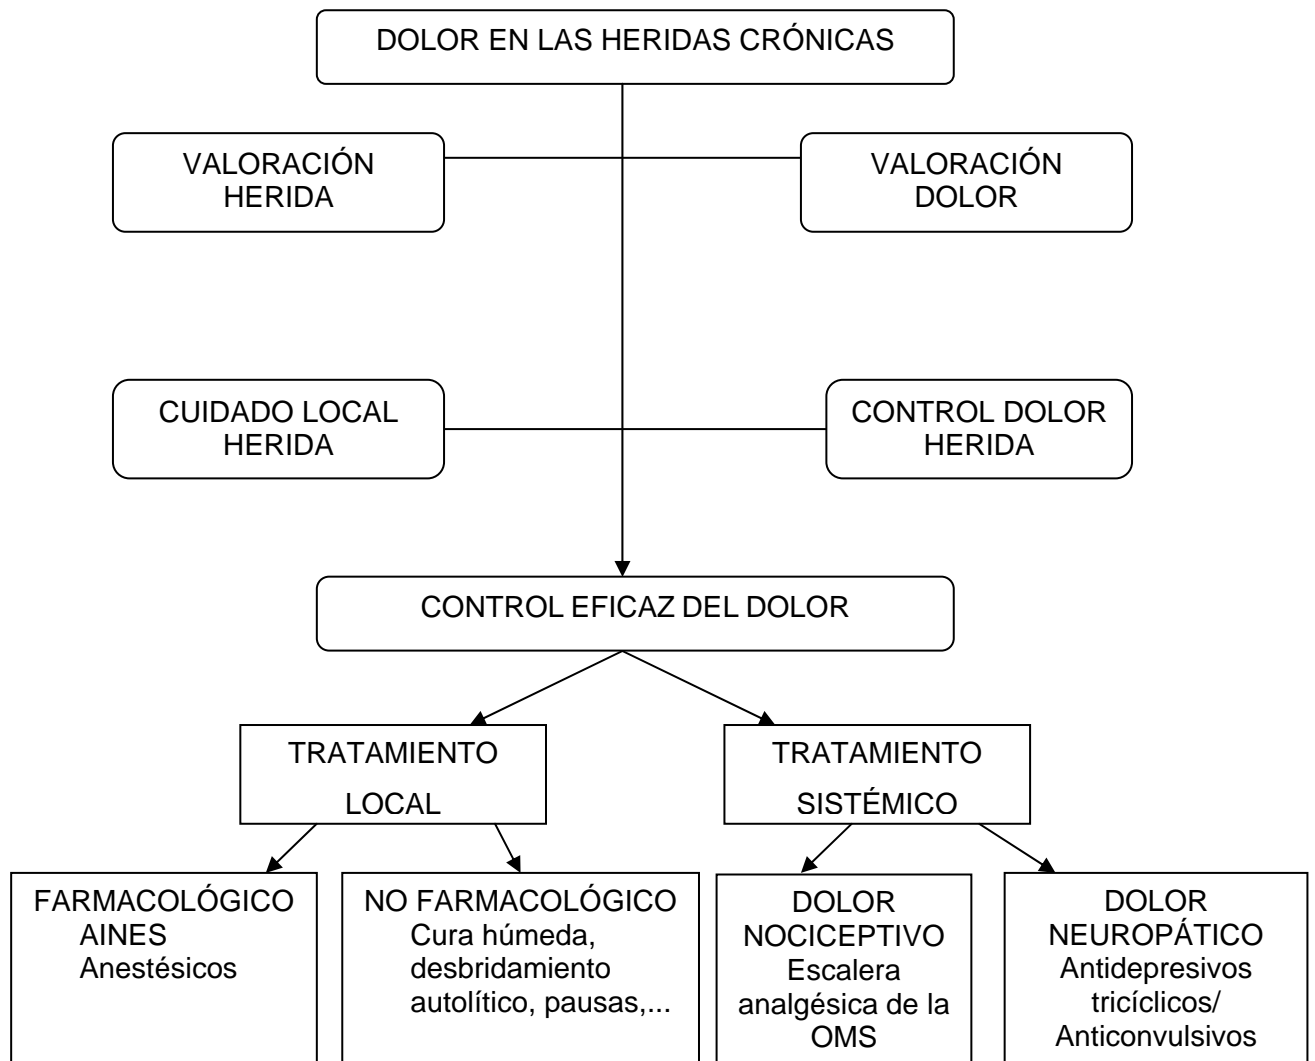 DOLOR EN LAS HERIDAS CRÓNICAS
VALORACIÓN
HERIDA
VALORACIÓN
DOLOR
CUIDADO LOCAL
HERIDA
CONTROL DOLOR
HERIDA
CONTROL EFICAZ DEL DOLOR
TRATAMIENTO
LOCAL
TRATAMIENTO
SISTÉMICO
FARMACOLÓGICO
AINES
Anestésicos
NO FARMACOLÓGICO
Cura húmeda,
desbridamiento
autolítico, pausas,...
DOLOR
NOCICEPTIVO
Escalera
analgésica de la
OMS
DOLOR
NEUROPÁTICO
Antidepresivos
tricíclicos/
Anticonvulsivos